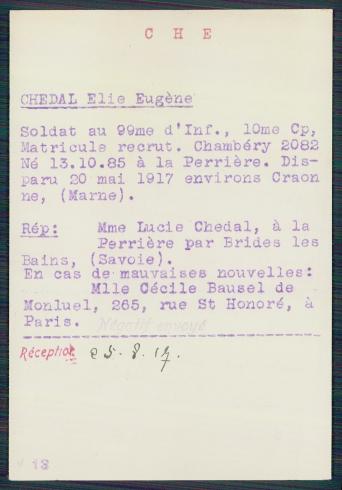 C H E
CHEDAL Elie Eugène
Soldat au 99me d'Inf., 10me Cp,
Matricule recrut. Chambéry 2082
Né 13.10.85 à la Perrière. Dis-
paru 20 mai 1917 environs Craon
ne, (Marne).
Rép: Mme Lucie Chedal, à la
Perrière par Brides les
Bains, (Savoie).
En cas de mauvaises nouvelles:
Mlle Cécile Bausel de
Monluel, 265, rue St Honoré, à
Paris. Négatif envoyé
Réception 25.8.17.
13